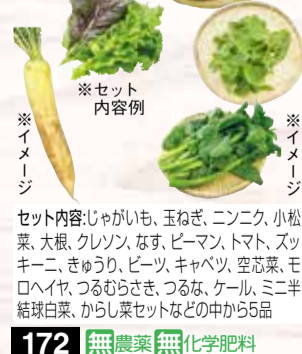 ※セット
内容例
※イメージ
※イメージ
セット内容:じゃがいも、玉ねぎ、ニンニク、小松
菜、大根、クレソン、なす、ピーマン、トマト、ズッ
キーニ、きゅうり、ビーツ、キャベツ、空芯菜、モ
ロヘイヤ、つるむらさき、つるな、ケール、ミニ半
結球白菜、からし菜セットなどの中から5品
172 無農薬 無化学肥料